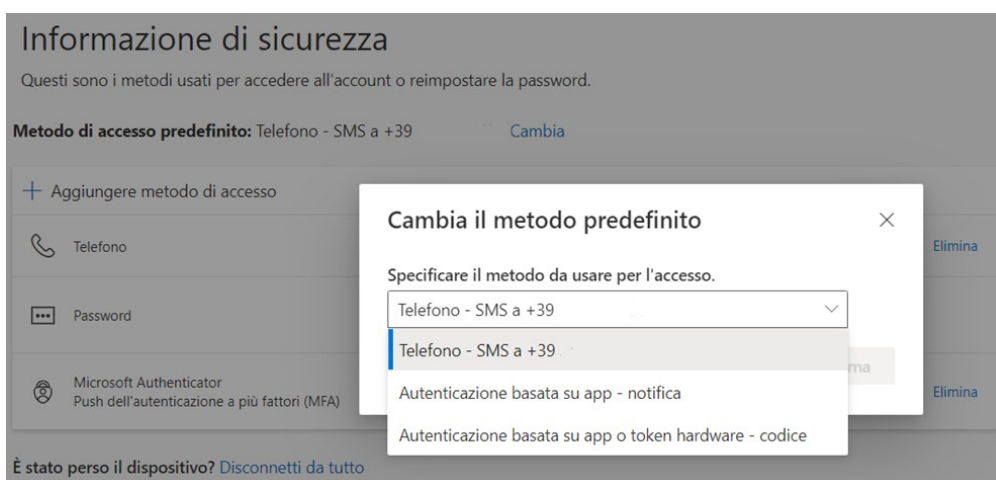 Informazione di sicurezza
Questi sono i metodi usati per accedere all'account o reimpostare la password.
Metodo di accesso predefinito: Telefono - SMS a +39 Cambia
Aggiungere metodo di accesso
Telefono
Elimina
Password
Microsoft Authenticator
Push dell'autenticazione a più fattori (MFA)
Elimina
È stato perso il dispositivo? Disconnetti da tutto
Cambia il metodo predefinito
Specificare il metodo da usare per l'accesso.
Telefono - SMS a +39
Telefono - SMS a +39
Autenticazione basata su app - notifica
Autenticazione basata su app o token hardware - codice